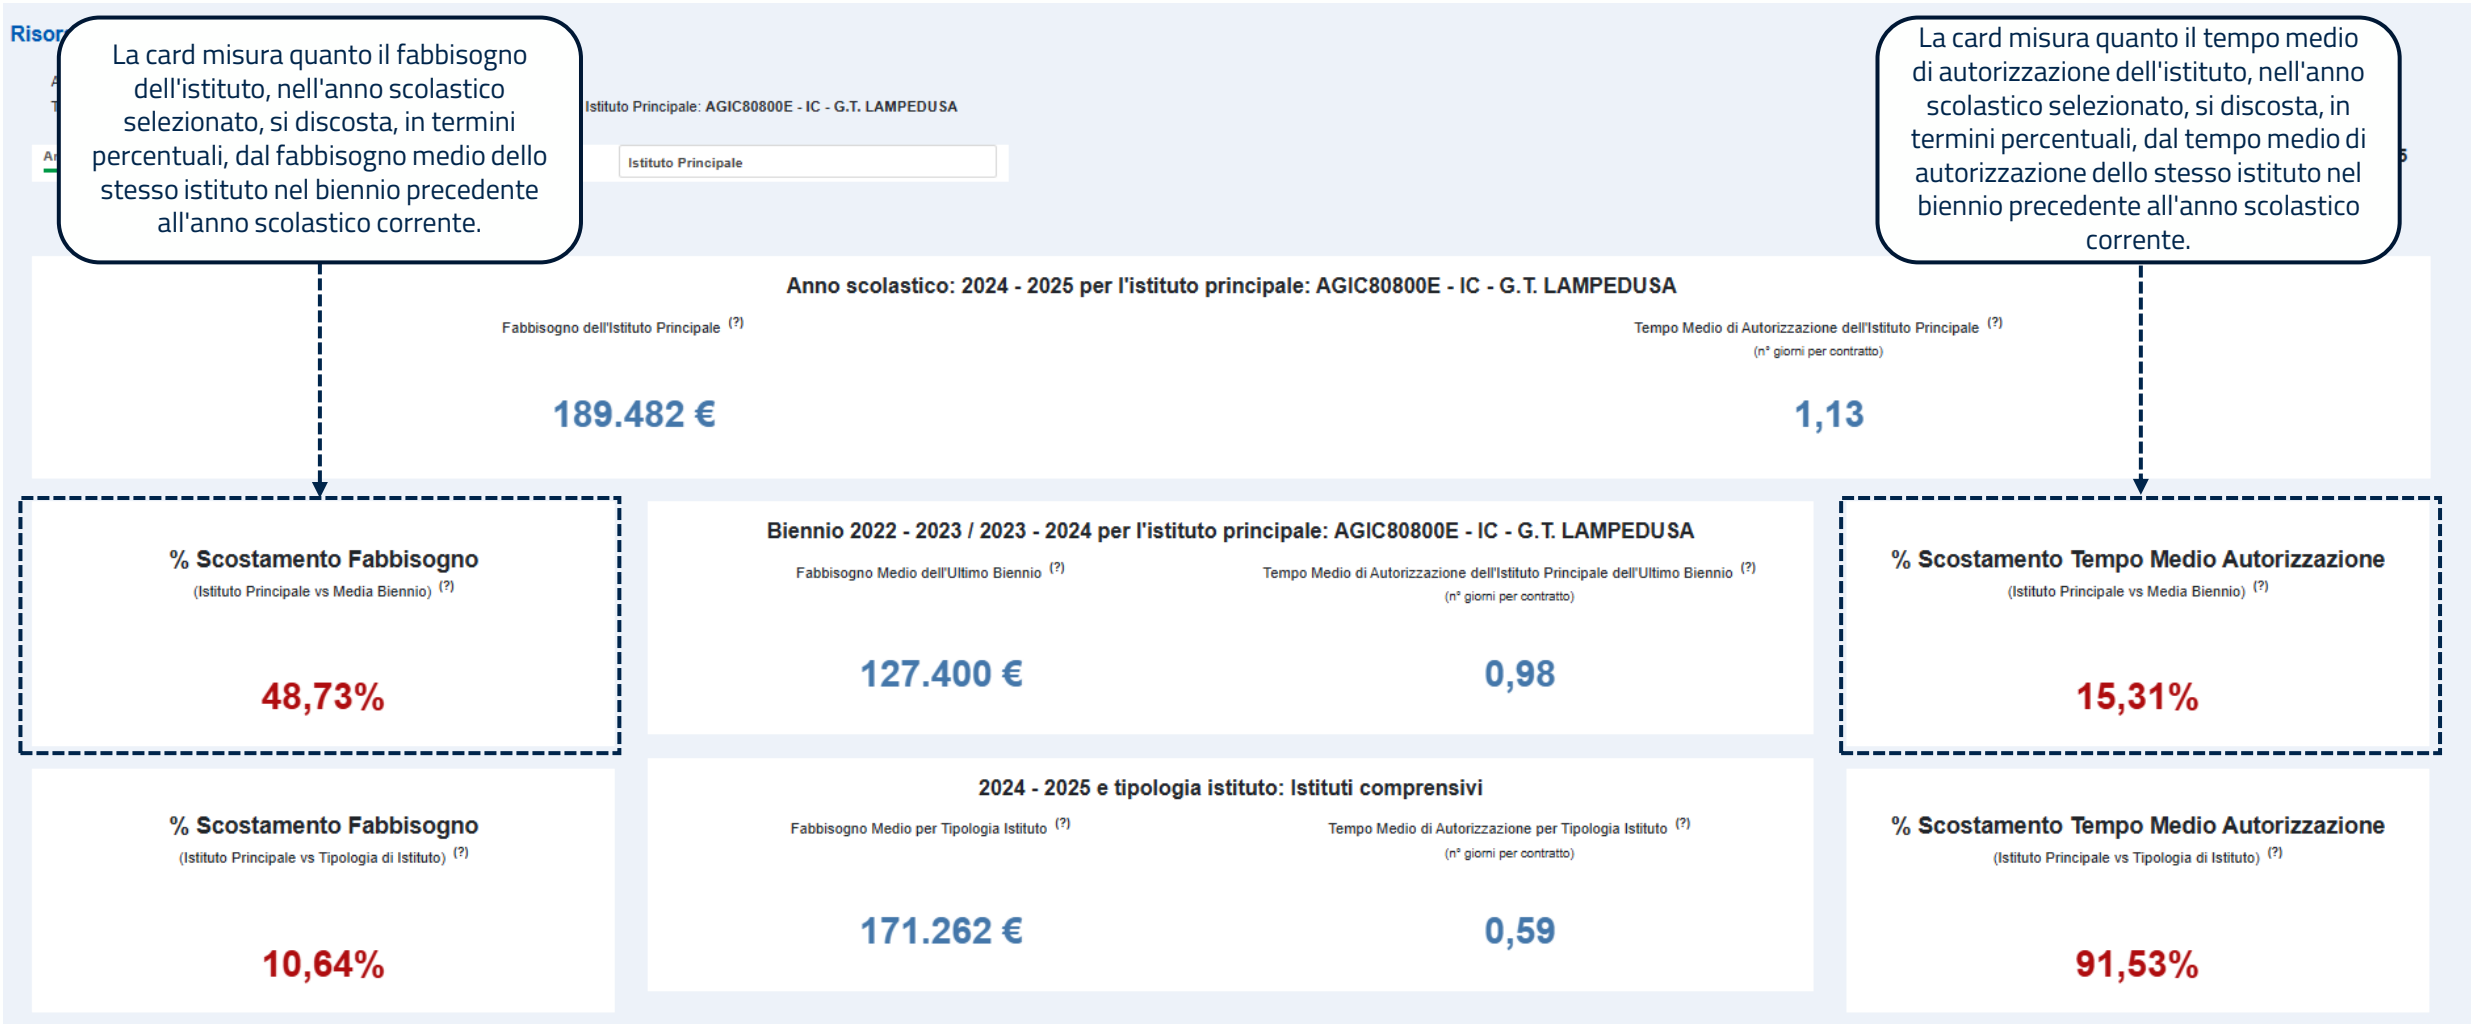 La card misura quanto il fabbisogno
dell'istituto, nell'anno scolastico
selezionato, si discosta, in termini
percentuali, dal fabbisogno medio dello
stesso istituto nel biennio precedente
all'anno scolastico corrente.
La card misura quanto il tempo medio
di autorizzazione dell'istituto, nell'anno
scolastico selezionato, si discosta, in
termini percentuali, dal tempo medio di
autorizzazione dello stesso istituto nel
biennio precedente all'anno scolastico
corrente.
Istituto Principale: AGIC80800E - IC - G.T. LAMPEDUSA
Istituto Principale
Anno scolastico: 2024 - 2025 per l'istituto principale: AGIC80800E - IC - G.T. LAMPEDUSA
Fabbisogno dell'Istituto Principale (?)
189.482 €
Tempo Medio di Autorizzazione dell'Istituto Principale (?)
(n° giorni per contratto)
1,13
% Scostamento Fabbisogno
(Istituto Principale vs Media Biennio) (?)
48,73%
Biennio 2022 - 2023 / 2023 - 2024 per l'istituto principale: AGIC80800E - IC - G.T. LAMPEDUSA
Fabbisogno Medio dell'Ultimo Biennio (?)
127.400 €
Tempo Medio di Autorizzazione dell'Istituto Principale dell'Ultimo Biennio (?)
(n° giorni per contratto)
0,98
% Scostamento Tempo Medio Autorizzazione
(Istituto Principale vs Media Biennio) (?)
15,31%
% Scostamento Fabbisogno
(Istituto Principale vs Tipologia di Istituto) (?)
10,64%
2024 - 2025 e tipologia istituto: Istituti comprensivi
Fabbisogno Medio per Tipologia Istituto (?)
171.262 €
Tempo Medio di Autorizzazione per Tipologia Istituto (?)
(n° giorni per contratto)
0,59
% Scostamento Tempo Medio Autorizzazione
(Istituto Principale vs Tipologia di Istituto) (?)
91,53%